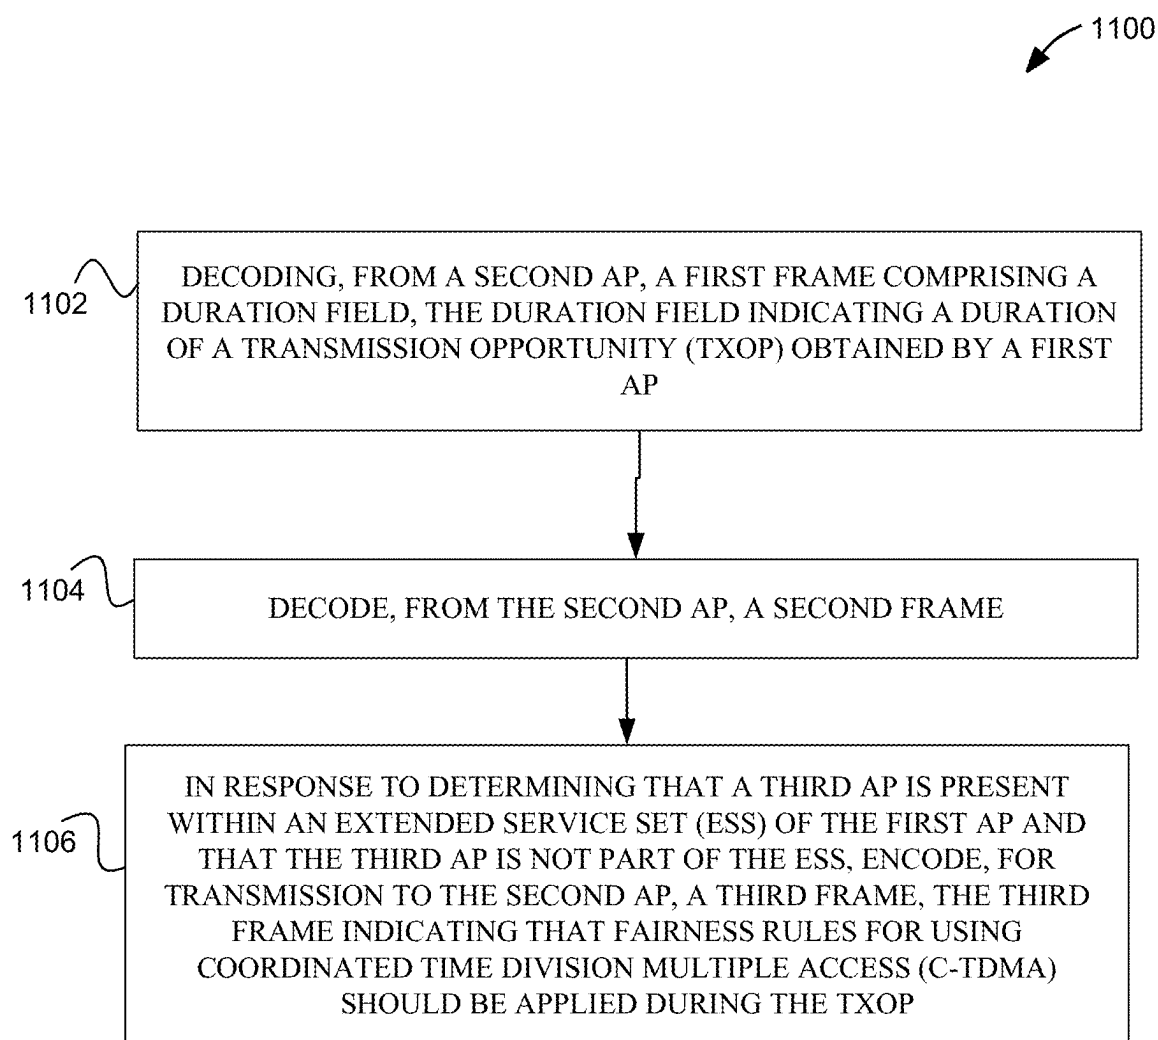 1100
1102
DECODING, FROM A SECOND AP, A FIRST FRAME COMPRISING A
DURATION FIELD, THE DURATION FIELD INDICATING A DURATION
OF A TRANSMISSION OPPORTUNITY (TXOP) OBTAINED BY A FIRST
AP
1104
DECODE, FROM THE SECOND AP, A SECOND FRAME
1106
IN RESPONSE TO DETERMINING THAT A THIRD AP IS PRESENT
WITHIN AN EXTENDED SERVICE SET (ESS) OF THE FIRST AP AND
THAT THE THIRD AP IS NOT PART OF THE ESS, ENCODE, FOR
TRANSMISSION TO THE SECOND AP, A THIRD FRAME, THE THIRD
FRAME INDICATING THAT FAIRNESS RULES FOR USING
COORDINATED TIME DIVISION MULTIPLE ACCESS (C-TDMA)
SHOULD BE APPLIED DURING THE TXOP